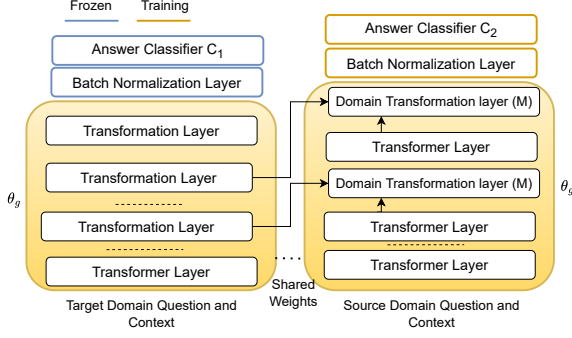 Frozen Training
Answer Classifier C1
Batch Normalization Layer
Transformation Layer
Transformation Layer
Transformation Layer
Transformer Layer
θg
Target Domain Question and
Context
Shared
Weights
Answer Classifier C2
Batch Normalization Layer
Domain Transformation layer (M)
Transformer Layer
Domain Transformation layer (M)
Transformer Layer
Transformer Layer
θg
Source Domain Question and
Context